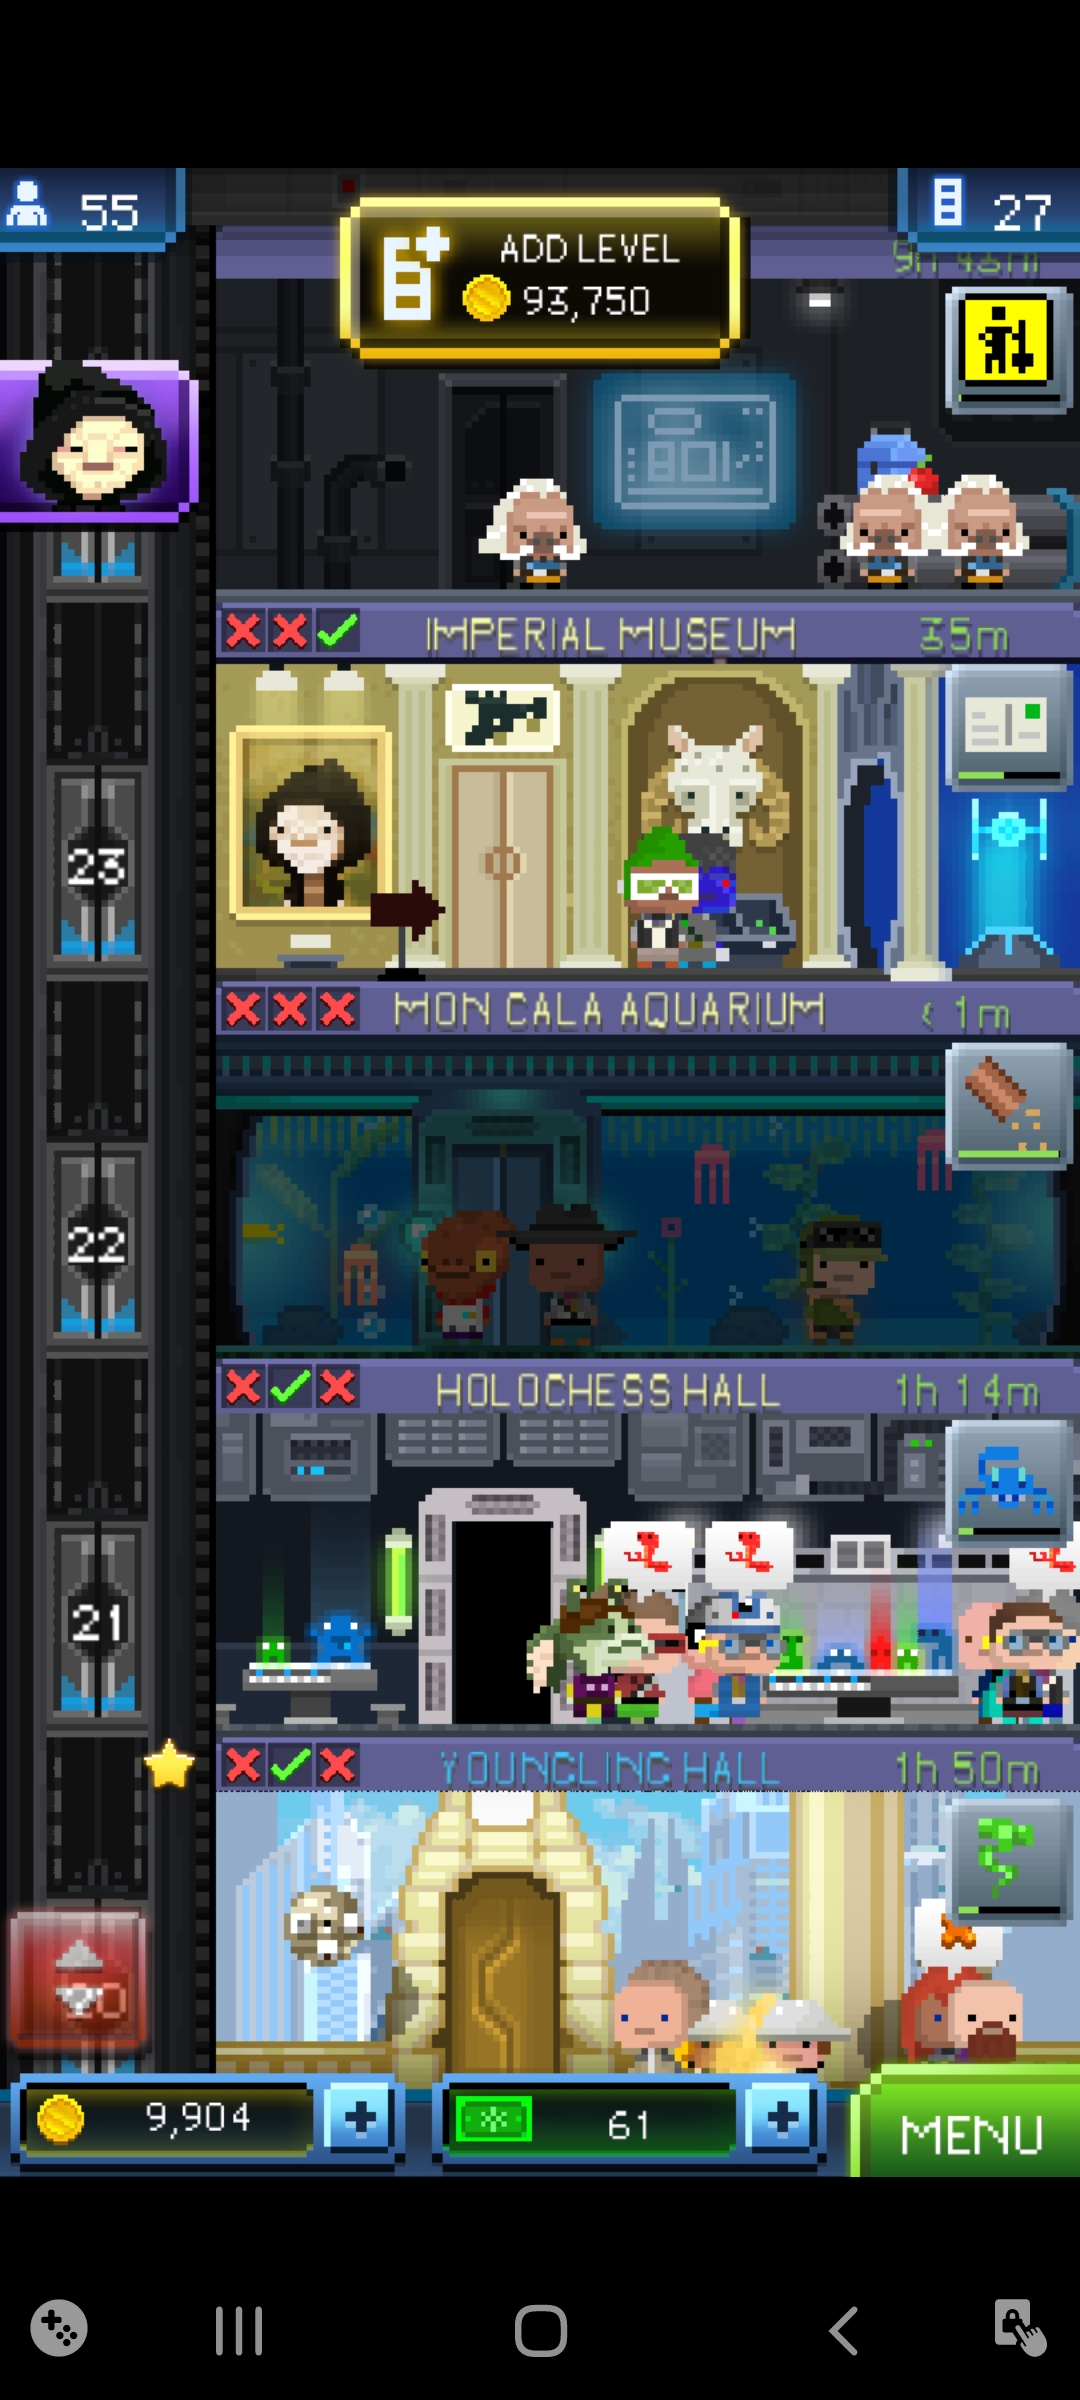 55
27
ADD LEVEL
93,750
9h 43m
IMPERIAL MUSEUM 35m
23
MON CALA AQUARIUM < 1m
22
HOLOCHESS HALL 1h 14m
21
YOUNGLING HALL 1h 50m
9,904
61
MENU